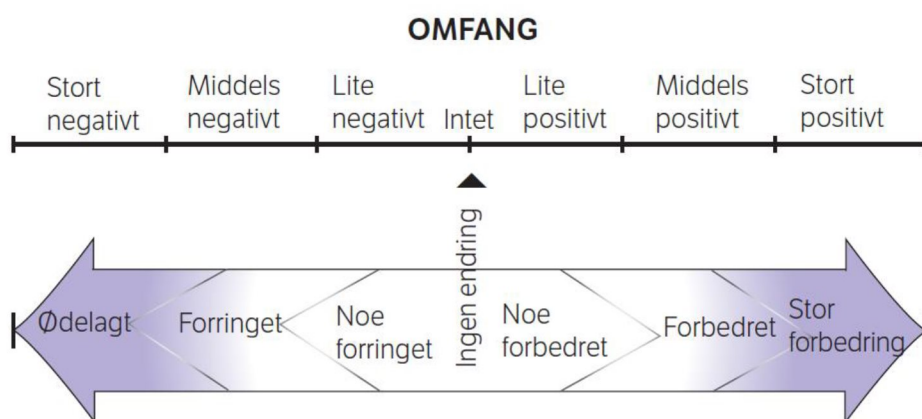 OMFANG
Stort negativt
Middels negativt
Lite negativt
Intet
Lite positivt
Middels positivt
Stort positivt
Ødelagt
Forringet
Noe forringet
Ingen endring
Noe forbedret
Forbedret
Stor forbedring